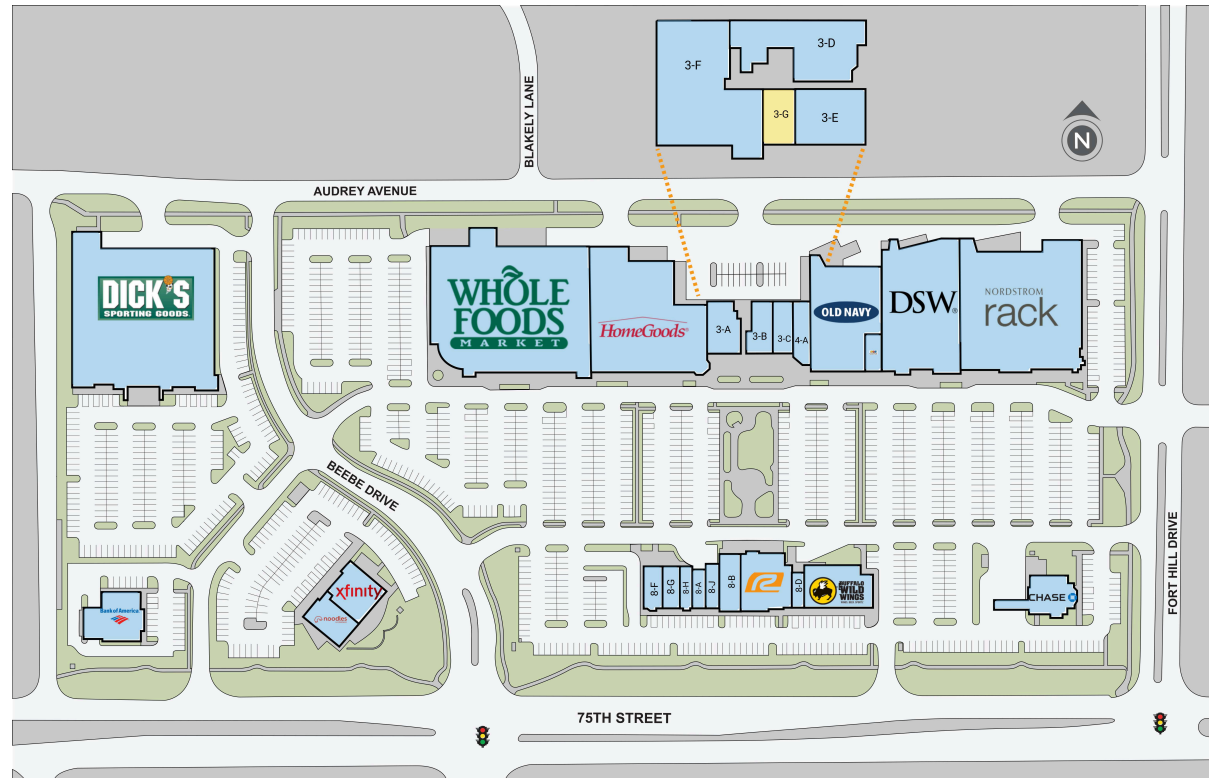 3-F
3-D
3-G
3-E
BLAKELY LANE
N
AUDREY AVENUE
DICK'S
SPORTING GOODS
WHOLE
FOODS
MARKET
HomeGoods
3-A
3-B
3-C
4-A
OLD NAVY
DSW
NORDSTROM
rack
BEEBE DRIVE
FORT HILL DRIVE
Bank of America
xfinity
noodles
8-F
8-G
8-H
8-A
8-J
8-B
8-D
BUFFALO
WILD
WINGS
CHASE
75TH STREET